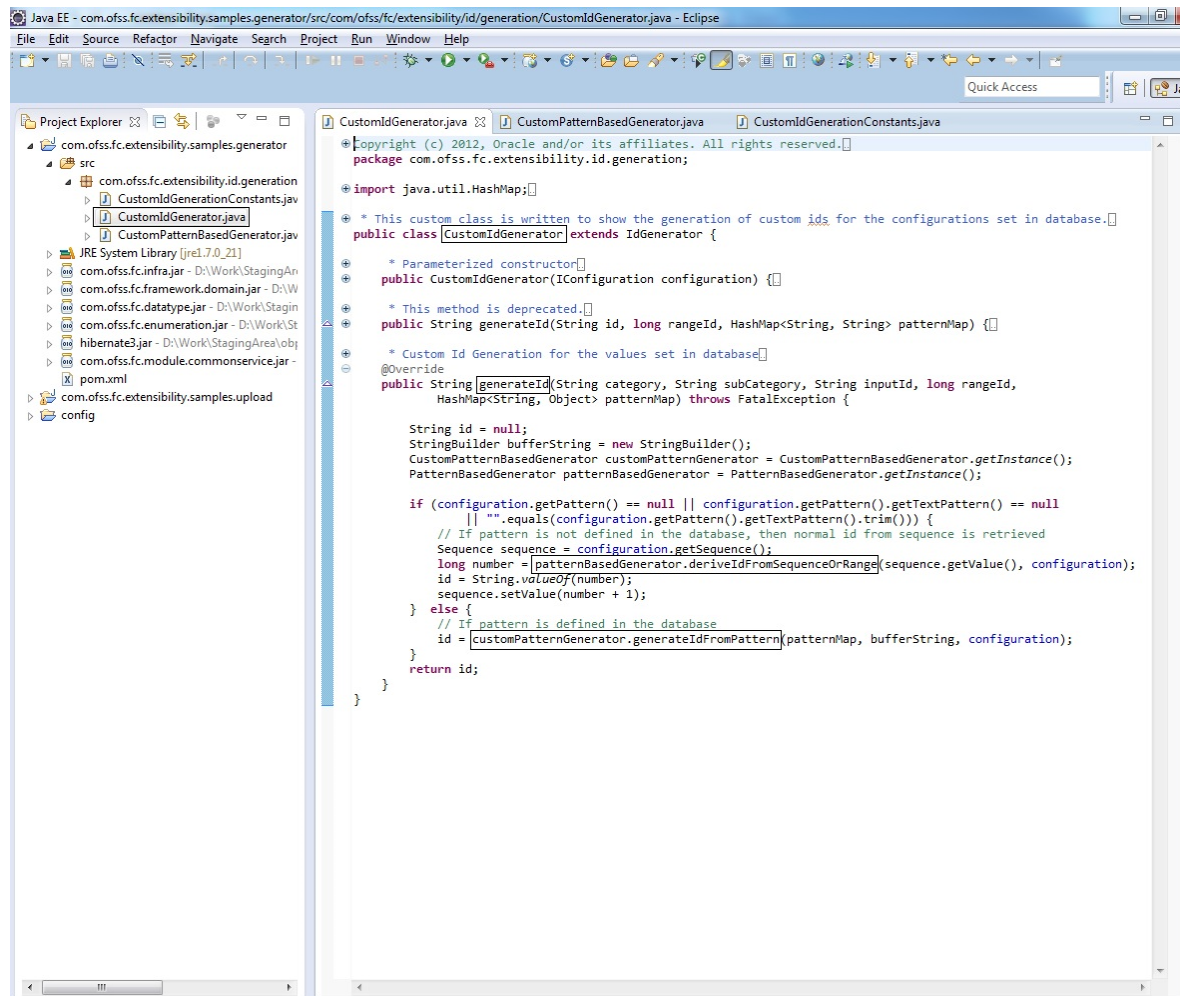 Java EE - com.ofss.fc.extensibility.samples.generator/src/com/ofss/fc/extensibility/id/generation/CustomIdGenerator.java - Eclipse
File Edit Source Refactor Navigate Search Project Run Window Help
Quick Access
Project Explorer
com.ofss.fc.extensibility.samples.generator
src
com.ofss.fc.extensibility.id.generation
CustomIdGenerationConstants.jav
CustomIdGenerator.java
CustomPatternBasedGenerator.jav
JRE System Library [jre1.7.0_21]
com.ofss.fc.infra.jar - D:\Work\StagingAre
com.ofss.fc.framework.domain.jar - D:\W
com.ofss.fc.datatype.jar - D:\Work\Stagin
com.ofss.fc.enumeration.jar - D:\Work\St
hibernate3.jar - D:\Work\StagingArea\obj
com.ofss.fc.module.commonservice.jar -
pom.xml
com.ofss.fc.extensibility.samples.upload
config
CustomIdGenerator.java CustomPatternBasedGenerator.java CustomIdGenerationConstants.java
Copyright (c) 2012, Oracle and/or its affiliates. All rights reserved.
package com.ofss.fc.extensibility.id.generation;
import java.util.HashMap;
* This custom class is written to show the generation of custom ids for the configurations set in database.
public class CustomIdGenerator extends IdGenerator {
* Parameterized constructor
public CustomIdGenerator(IConfiguration configuration) {
* This method is deprecated.
public String generateId(String id, long rangeId, HashMap<String, String> patternMap) {
* Custom Id Generation for the values set in database
@Override
public String generateId(String category, String subCategory, String inputId, long rangeId,
HashMap<String, Object> patternMap) throws FatalException {
String id = null;
StringBuilder bufferString = new StringBuilder();
CustomPatternBasedGenerator customPatternGenerator = CustomPatternBasedGenerator.getInstance();
PatternBasedGenerator patternBasedGenerator = PatternBasedGenerator.getInstance();
if (configuration.getPattern() == null || configuration.getPattern().getTextPattern() == null
|| "".equals(configuration.getPattern().getTextPattern().trim())) {
// If pattern is not defined in the database, then normal id from sequence is retrieved
Sequence sequence = configuration.getSequence();
long number = patternBasedGenerator.deriveIdFromSequenceOrRange(sequence.getValue(), configuration);
id = String.valueOf(number);
sequence.setValue(number + 1);
} else {
// If pattern is defined in the database
id = customPatternGenerator.generateIdFromPattern(patternMap, bufferString, configuration);
}
return id;
}
}